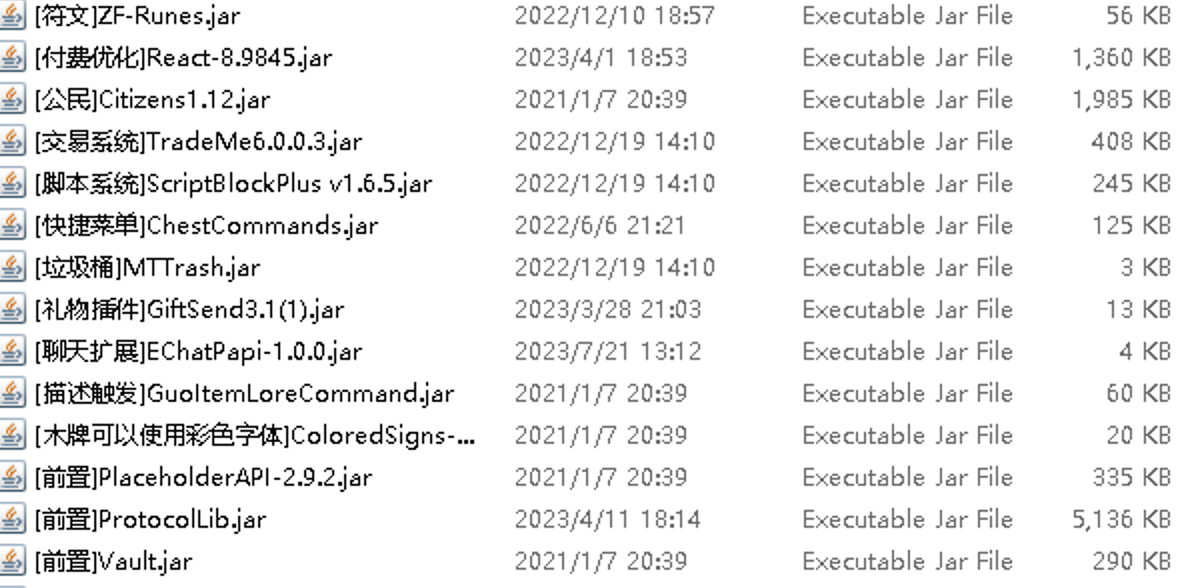 [符文]ZF-Runes.jar 2022/12/10 18:57 Executable Jar File 56 KB
[付费优化]React-8.9845.jar 2023/4/1 18:53 Executable Jar File 1,360 KB
[公民]Citizens1.12.jar 2021/1/7 20:39 Executable Jar File 1,985 KB
[交易系统]TradeMe6.0.0.3.jar 2022/12/19 14:10 Executable Jar File 408 KB
[脚本系统]ScriptBlockPlus v1.6.5.jar 2022/12/19 14:10 Executable Jar File 245 KB
[快捷菜单]ChestCommands.jar 2022/6/6 21:21 Executable Jar File 125 KB
[垃圾桶]MTTrash.jar 2022/12/19 14:10 Executable Jar File 3 KB
[礼物插件]GiftSend3.1(1).jar 2023/3/28 21:03 Executable Jar File 13 KB
[聊天扩展]EChatPapi-1.0.0.jar 2023/7/21 13:12 Executable Jar File 4 KB
[描述触发]GuoItemLoreCommand.jar 2021/1/7 20:39 Executable Jar File 60 KB
[木牌可以使用彩色字体]ColoredSigns-... 2021/1/7 20:39 Executable Jar File 20 KB
[前置]PlaceholderAPI-2.9.2.jar 2021/1/7 20:39 Executable Jar File 335 KB
[前置]ProtocolLib.jar 2023/4/11 18:14 Executable Jar File 5,136 KB
[前置]Vault.jar 2021/1/7 20:39 Executable Jar File 290 KB